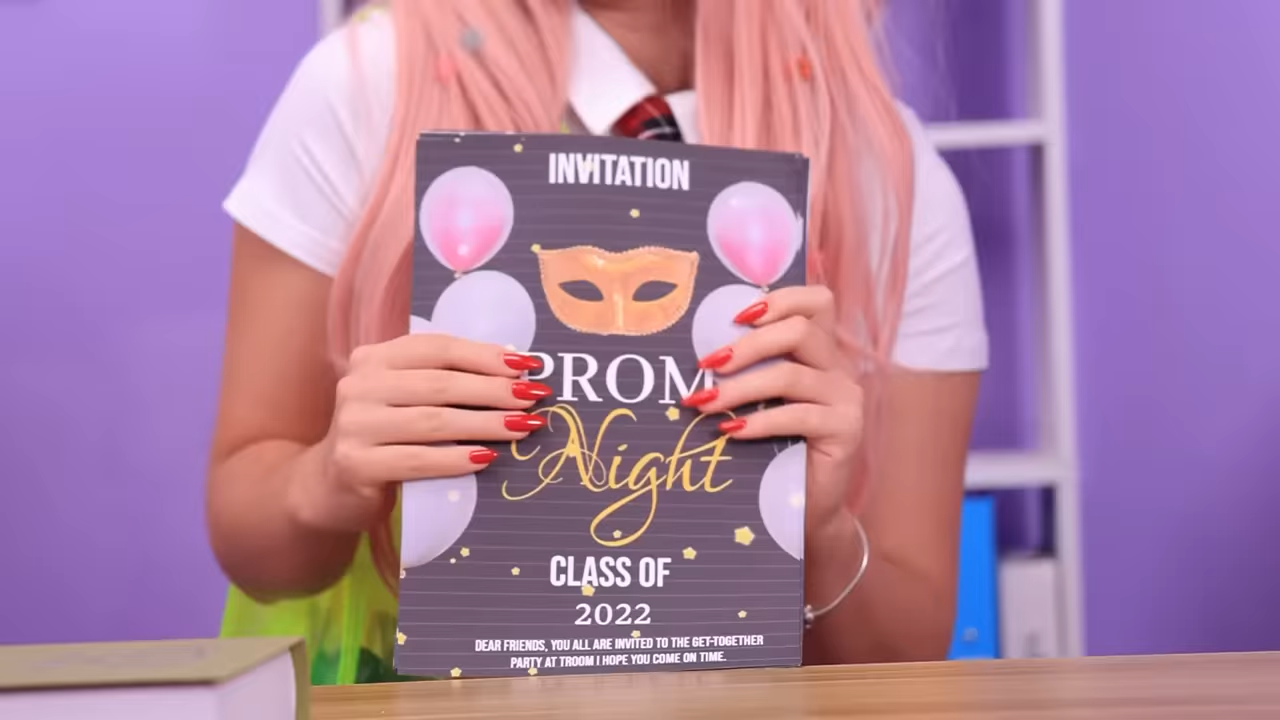 INVITATION
PROM
Night
CLASS OF
2022
DEAR FRIENDS, YOU ALL ARE INVITED TO THE GET-TOGETHER
PARTY AT TROOM I HOPE YOU COME ON TIME.